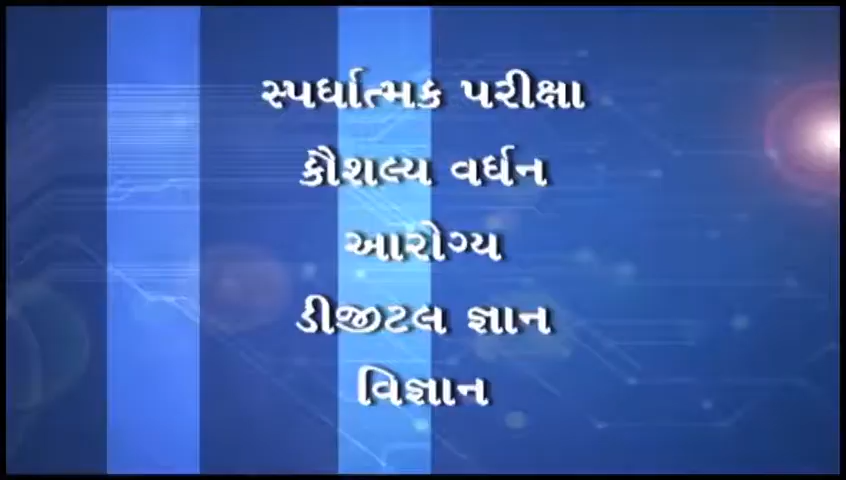 સ્પર્ધાત્મક પરીક્ષા
કૌશલ્ય વર્ધન
આરોગ્ય
ડીજીટલ જ્ઞાન
વિજ્ઞાન